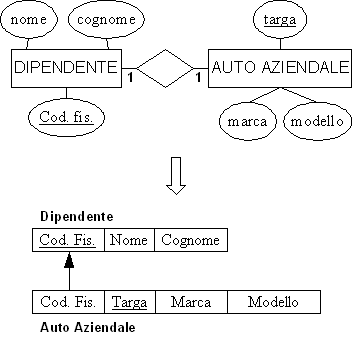 nome cognome targa
DIPENDENTE 1 1 AUTO AZIENDALE
Cod. fis. marca modello
Dipendente
Cod. Fis. Nome Cognome
Cod. Fis. Targa Marca Modello
Auto Aziendale